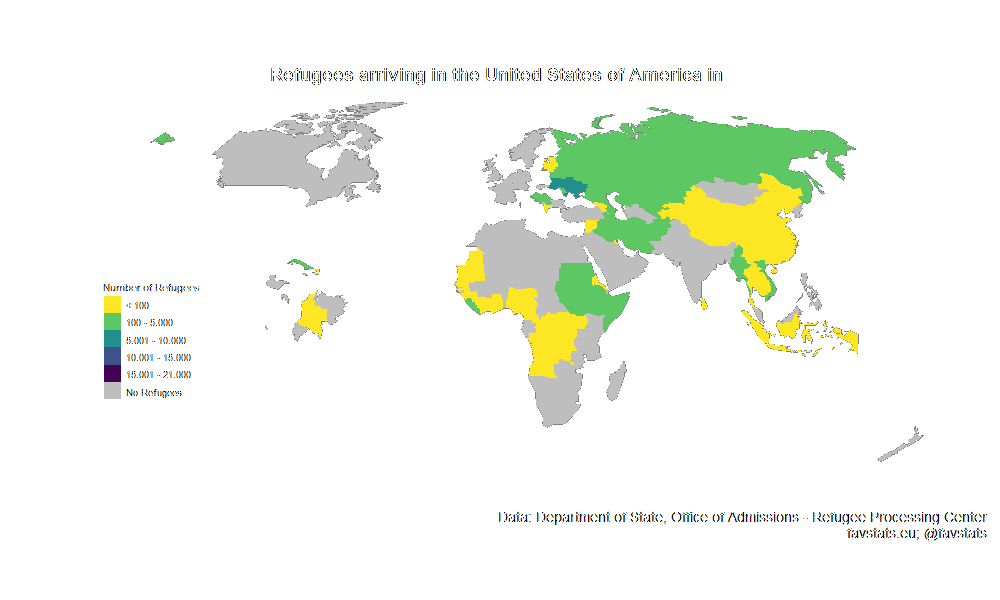 Refugees arriving in the United States of America in
Number of Refugees
< 100
100 - 5.000
5.001 - 10.000
10.001 - 15.000
15.001 - 21.000
No Refugees
Data: Department of State, Office of Admissions - Refugee Processing Center
favstats.eu; @favstats